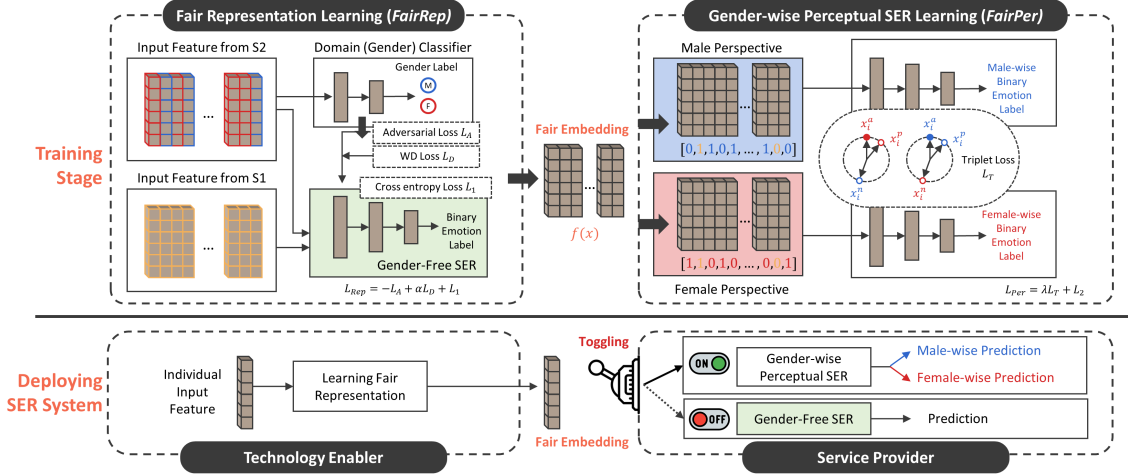 Fair Representation Learning (FairRep)
Gender-wise Perceptual SER Learning (FairPer)
Training
Stage
Input Feature from S2
...
Domain (Gender) Classifier
Gender Label
M
F
Adversarial Loss L_A
WD Loss L_D
Cross entropy Loss L_1
Input Feature from S1
...
Binary
Emotion
Label
Gender-Free SER
L_Rep = −L_A + αL_D + L_1
Fair Embedding
...
f(x)
Male Perspective
...
[0,1,1,0,1, ..., 1,0,0]
...
[1,1,0,1,0, ..., 0,0,1]
Female Perspective
Male-wise
Binary
Emotion
Label
x_i^a
x_i^p
x_i^n
x_i^a
x_i^p
x_i^n
Triplet Loss
L_T
Female-wise
Binary
Emotion
Label
L_Per = λL_T + L_2
Deploying
SER System
Individual
Input
Feature
Learning Fair
Representation
Fair Embedding
Toggling
ON
Gender-wise
Perceptual SER
Male-wise Prediction
Female-wise Prediction
OFF
Gender-Free SER
Prediction
Technology Enabler
Service Provider